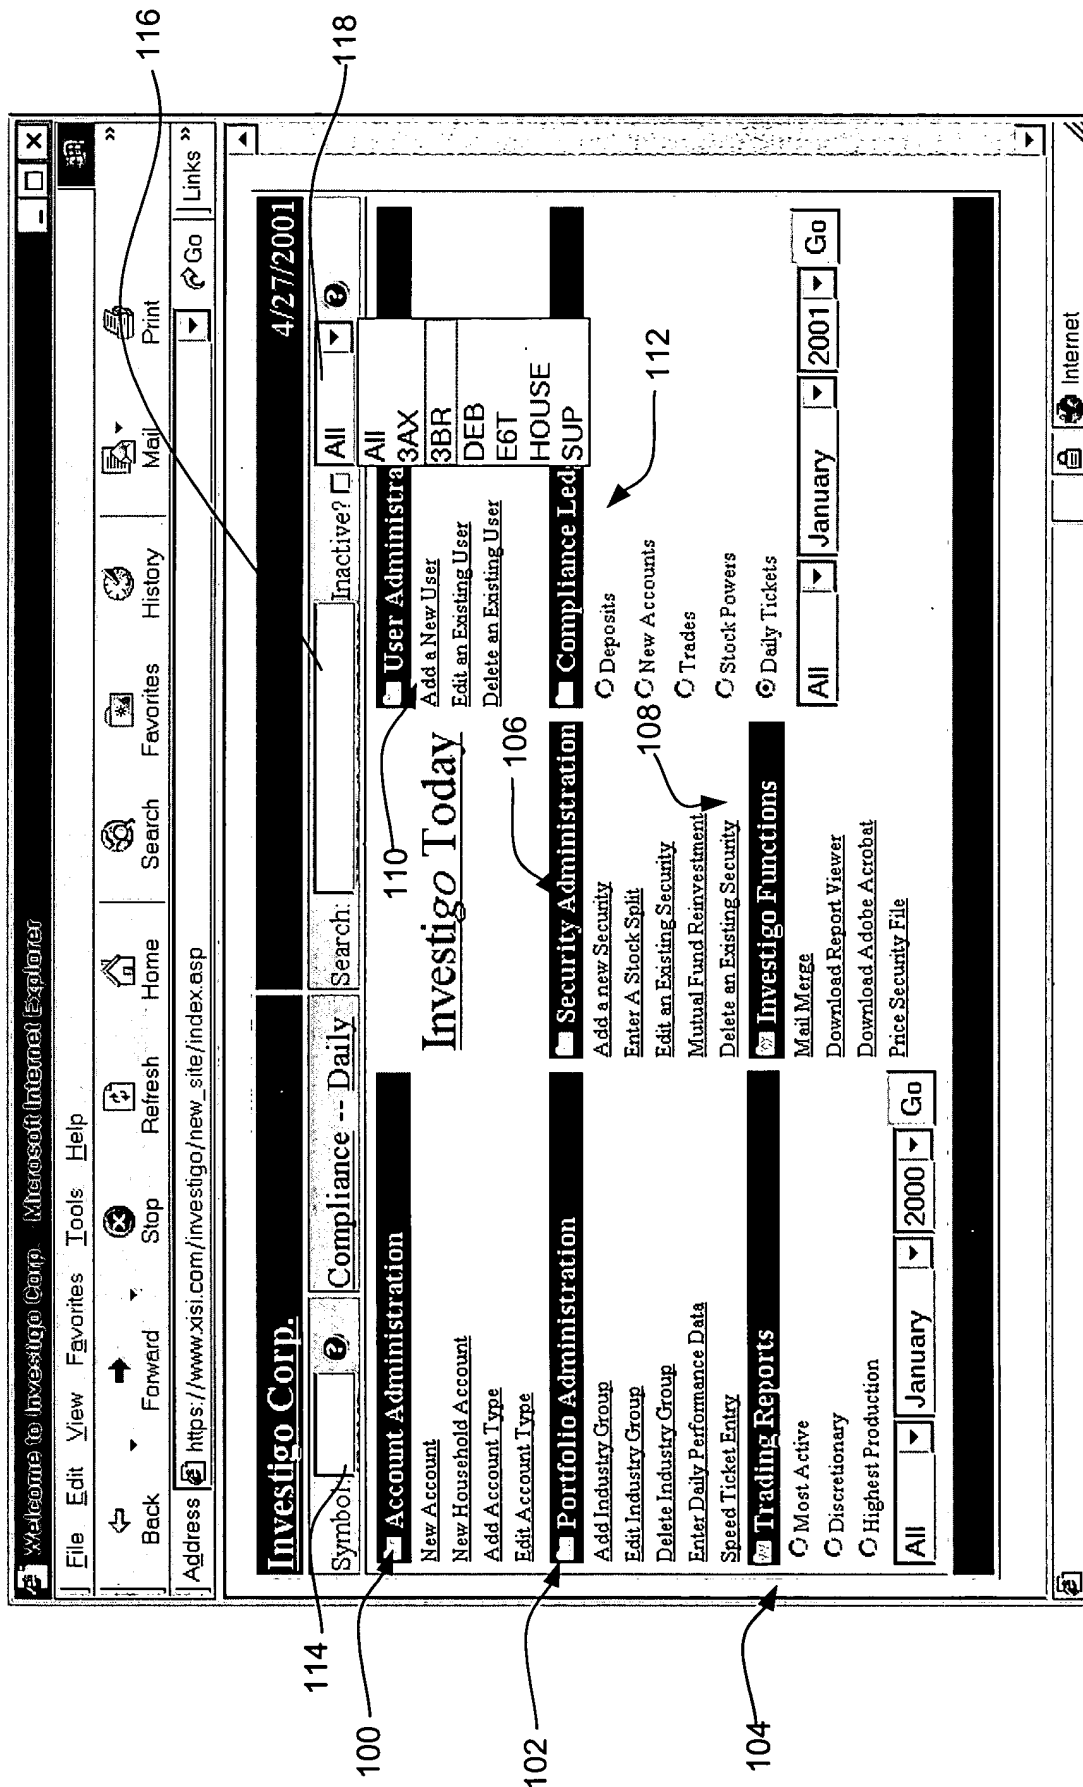 Welcome to Investigo Corp. Microsoft Internet Explorer
File Edit View Favorites Tools Help
Back Forward Stop Refresh Home Search Favorites History Mail Print »
Address https://www.xisi.com/investigo/new_site/index.asp Go Links »
Investigo Corp. 4/27/2001
Symbol: Compliance -- Daily Search: Inactive? All
All
3AX
3BR
DEB
E6T
HOUSE
SUP
Account Administration
New Account
New Household Account
Add Account Type
Edit Account Type
Investigo Today
User Administra
Add a New User
Edit an Existing User
Delete an Existing User
Portfolio Administration
Add Industry Group
Edit Industry Group
Delete Industry Group
Enter Daily Performance Data
Speed Ticket Entry
Security Administration
Add a new Security
Enter A Stock Split
Edit an Existing Security
Mutual Fund Reinvestment
Delete an Existing Security
Compliance Led
Deposits
New Accounts
Trades
Stock Powers
Daily Tickets
All January 2001 Go
Trading Reports
Most Active
Discretionary
Highest Production
All January 2000 Go
Investigo Functions
Mail Merge
Download Report Viewer
Download Adobe Acrobat
Price Security File
Internet
100
102
104
106
108
110
112
114
116
118